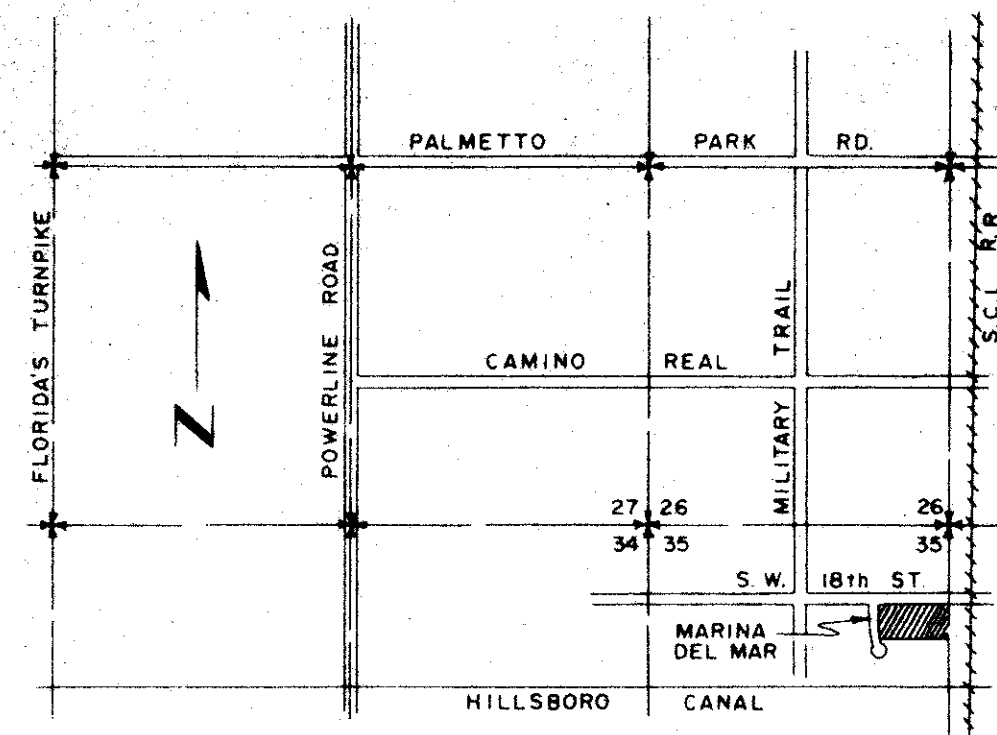 PALMETTO PARK RD.
FLORIDA'S TURNPIKE
POWERLINE ROAD
S.C.L. R.R.
N
CAMINO REAL
MILITARY TRAIL
27 26
34 35
26
35
S. W. 18th ST.
MARINA
DEL MAR
HILLSBORO CANAL